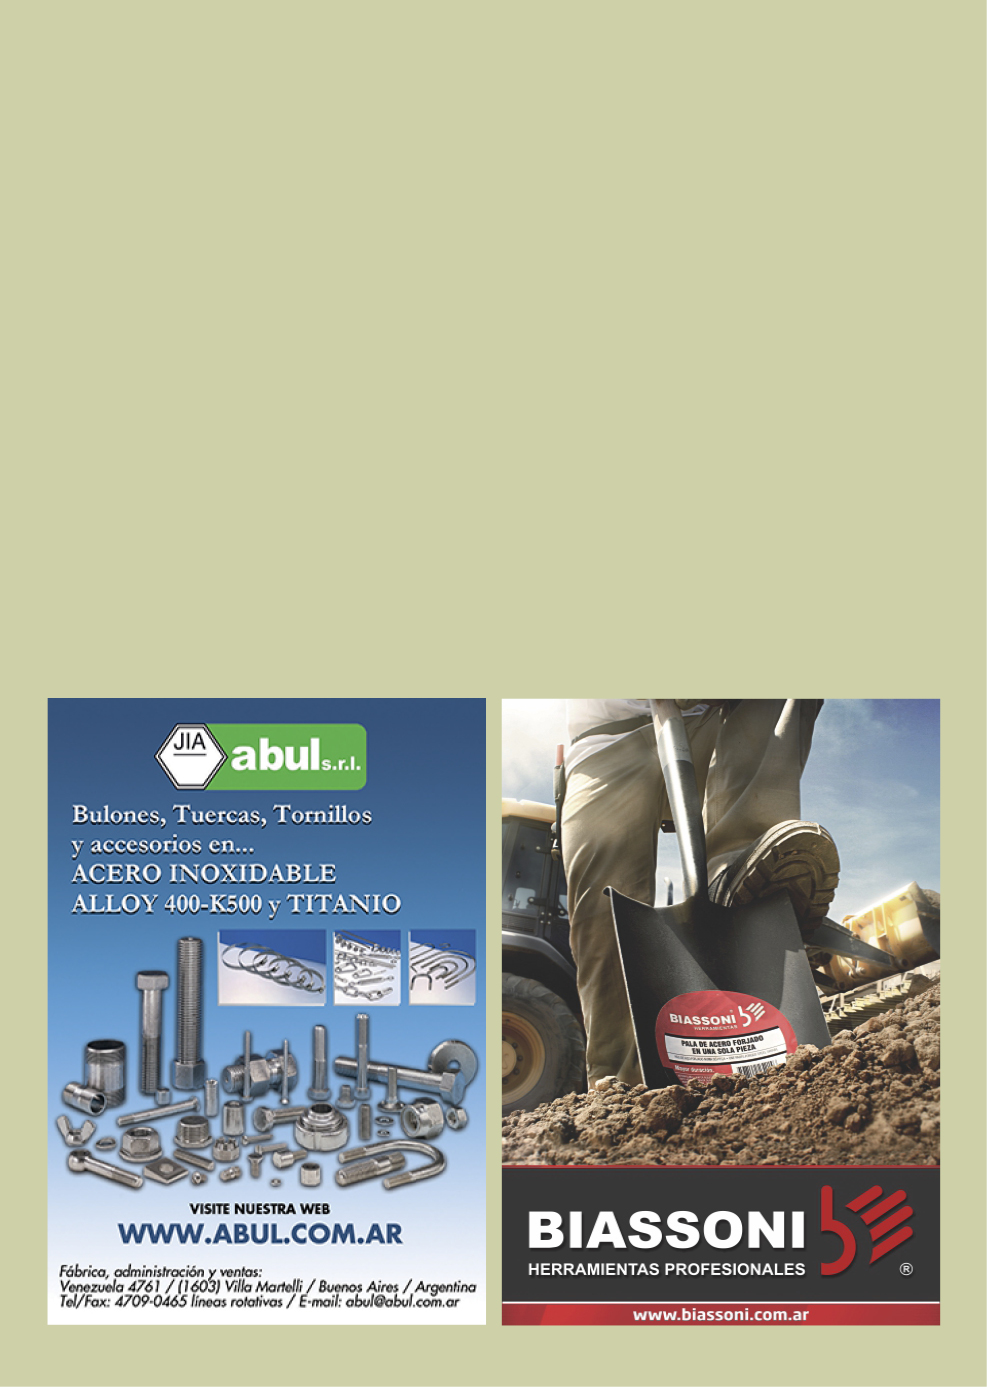 JIA
abul s.r.l.
Bulones, Tuercas, Tornillos
y accesorios en...
ACERO INOXIDABLE
ALLOY 400-K500 y TITANIO
VISITE NUESTRA WEB
WWW.ABUL.COM.AR
Fábrica, administración y ventas:
Venezuela 4761 / (1603) Villa Martelli / Buenos Aires / Argentina
Tel/Fax: 4709-0465 líneas rotativas / E-mail: abul@abul.com.ar
BIASSONI
HERRAMIENTAS
PALA DE ACERO FORJADO
EN UNA SOLA PIEZA
Mayor Duración.
BIASSONI
HERRAMIENTAS PROFESIONALES
®
www.biassoni.com.ar